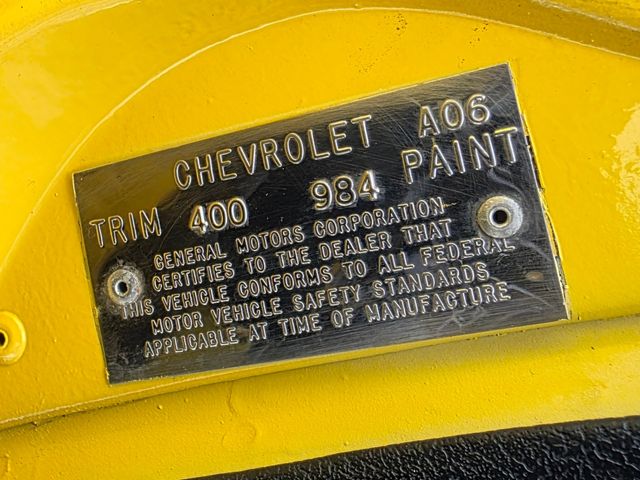 CHEVROLET A06
TRIM 400 984 PAINT
GENERAL MOTORS CORPORATION
CERTIFIES TO THE DEALER THAT
THIS VEHICLE CONFORMS TO ALL FEDERAL
MOTOR VEHICLE SAFETY STANDARDS
APPLICABLE AT TIME OF MANUFACTURE